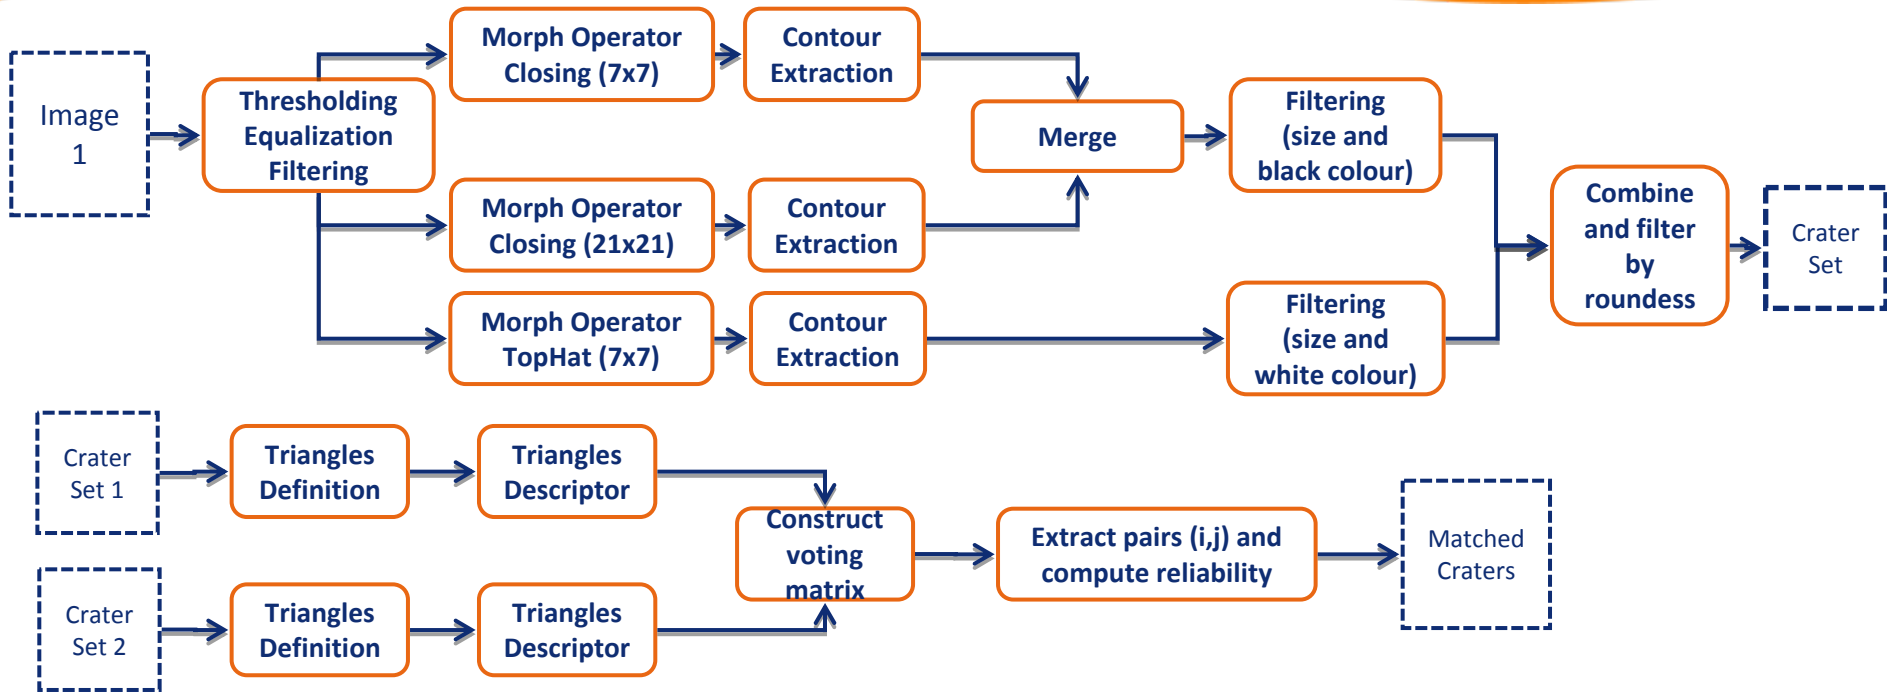 Image
1
Thresholding
Equalization
Filtering
Morph Operator
Closing (7x7)
Contour
Extraction
Morph Operator
Closing (21x21)
Contour
Extraction
Morph Operator
TopHat (7x7)
Contour
Extraction
Merge
Filtering
(size and
black colour)
Filtering
(size and
white colour)
Combine
and filter
by
roundess
Crater
Set
Crater
Set 1
Triangles
Definition
Triangles
Descriptor
Crater
Set 2
Triangles
Definition
Triangles
Descriptor
Construct
voting
matrix
Extract pairs (i,j) and
compute reliability
Matched
Craters